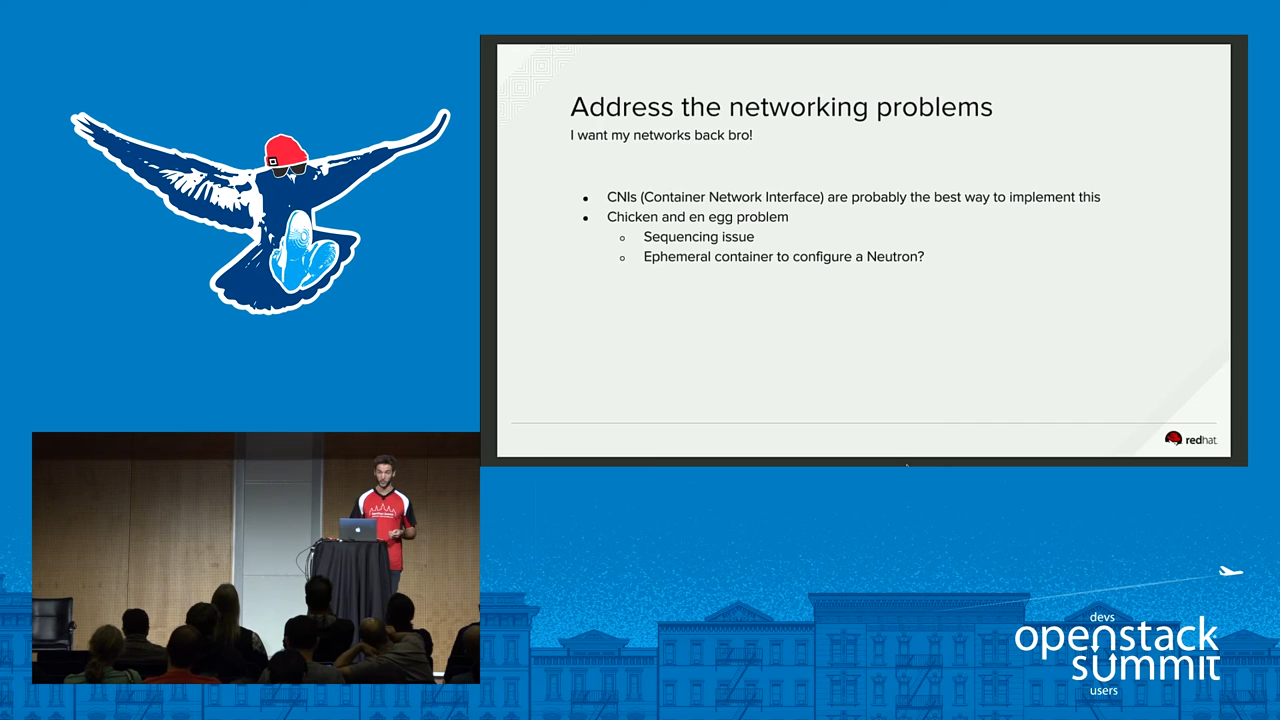 Address the networking problems
I want my networks back bro!
CNIs (Container Network Interface) are probably the best way to implement this
Chicken and en egg problem
Sequencing issue
Ephemeral container to configure a Neutron?
redhat
devs
openstack
summit
users